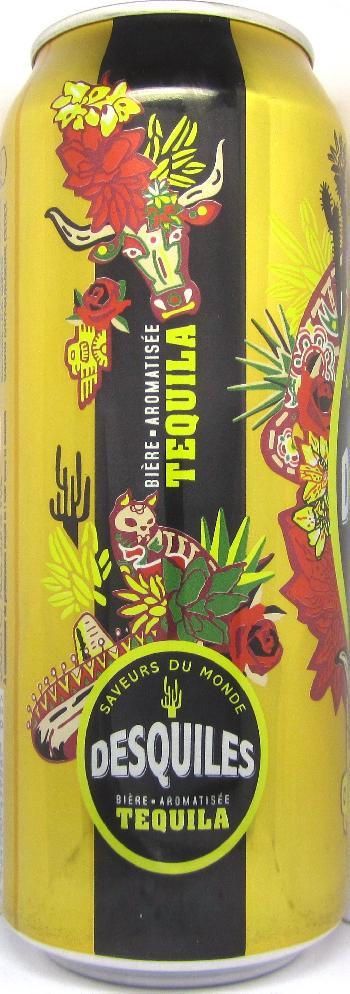 BIÈRE • AROMATISÉE
TEQUILA
SAVEURS DU MONDE
DESQUILES
BIÈRE • AROMATISÉE
TEQUILA